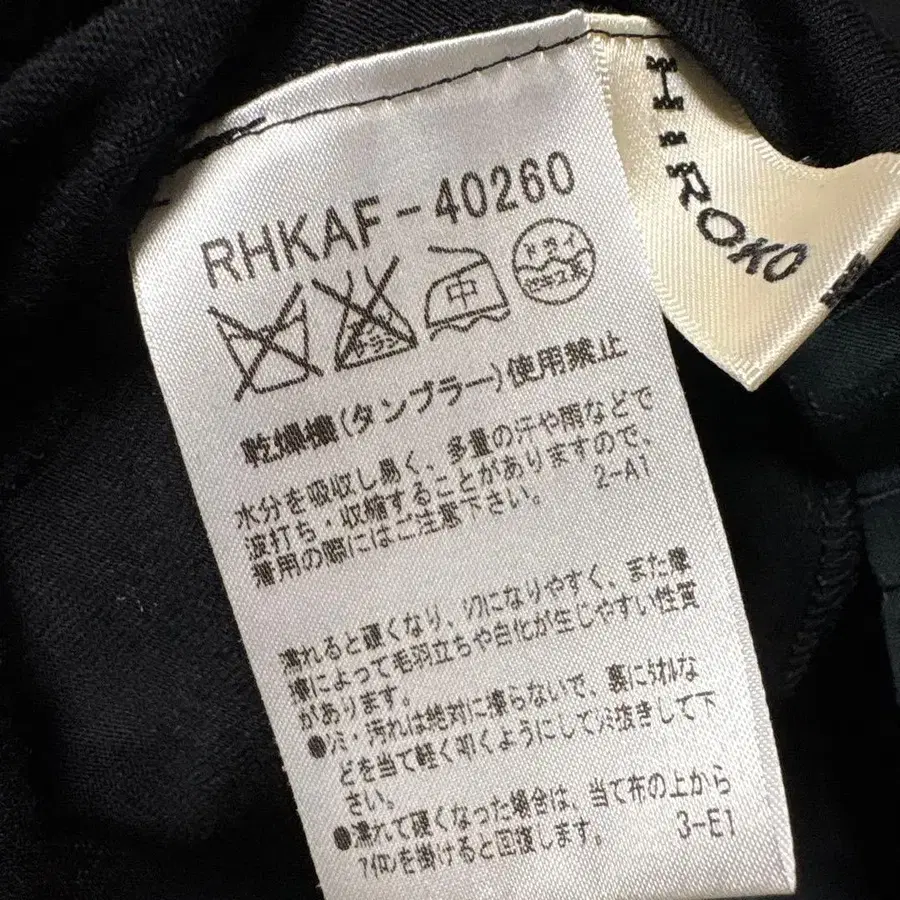 RHKAF-40260
中
ドライ
セキユ系
乾燥機(タンブラー)使用禁止
水分を吸収し易く、多量の汗や雨などで
波打ち・収縮することがありますので、
着用の際にはご注意下さい。 2-A1
濡れると硬くなり、ｼﾜになりやすく、また摩
擦によって毛羽立ちや白化が生じやすい性質
があります。
●ｼﾐ・汚れは絶対に擦らないで、裏にﾀｵﾙな
どを当て軽く叩くようにしてｼﾐ抜きして下
さい。
●濡れて硬くなった場合は、当て布の上から
ｱｲﾛﾝを掛けると回復します。 3-E1
HIROKO